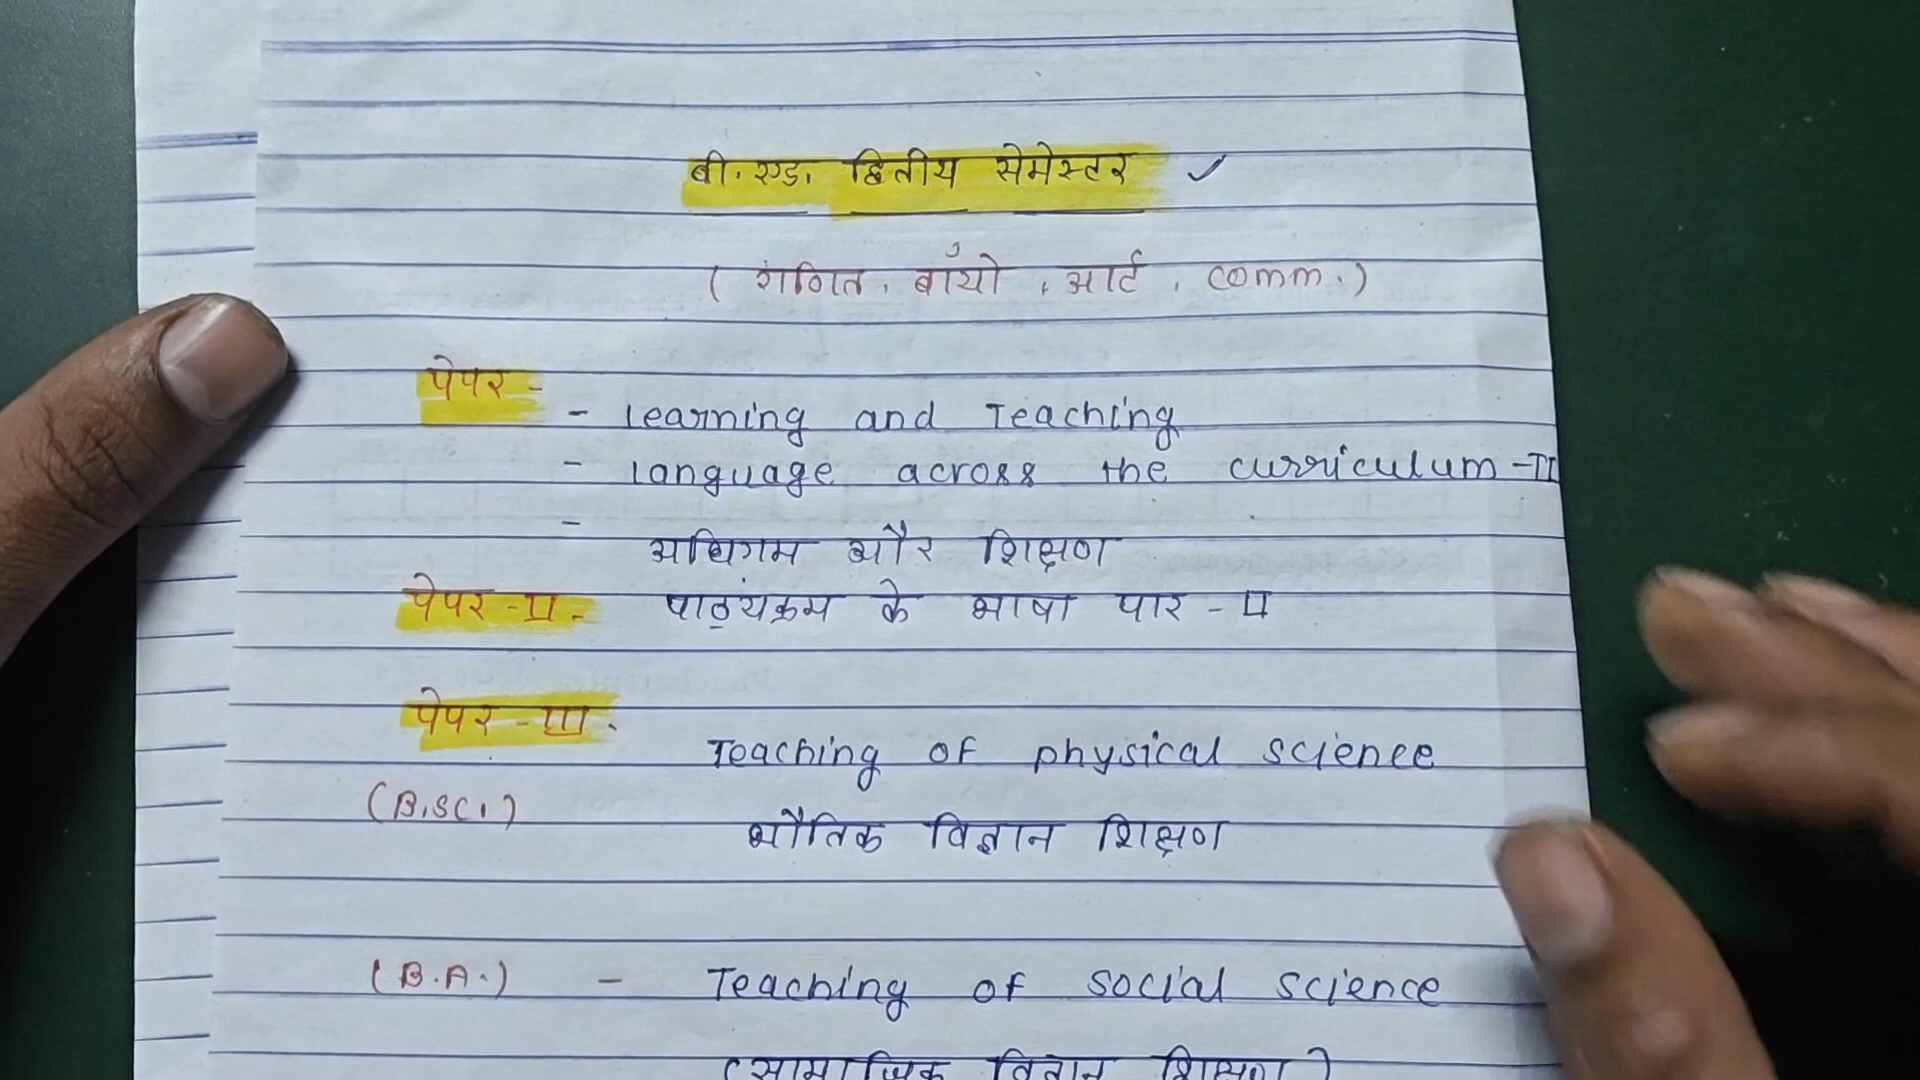 बी. एड. द्वितीय सेमेस्टर ✓
( गणित, बॉयो, आर्ट, comm.)
पेपर -
- Learning and Teaching
- Language across the curriculum - II
-
अधिगम और शिक्षण
पेपर - II - पाठ्यंक्रम के भाषा पार - II
पेपर - III.
Teaching of physical science
(B.Sc.)
भौतिक विज्ञान शिक्षण
(B.A.) - Teaching of social science
(सामाजिक विज्ञान शिक्षण)